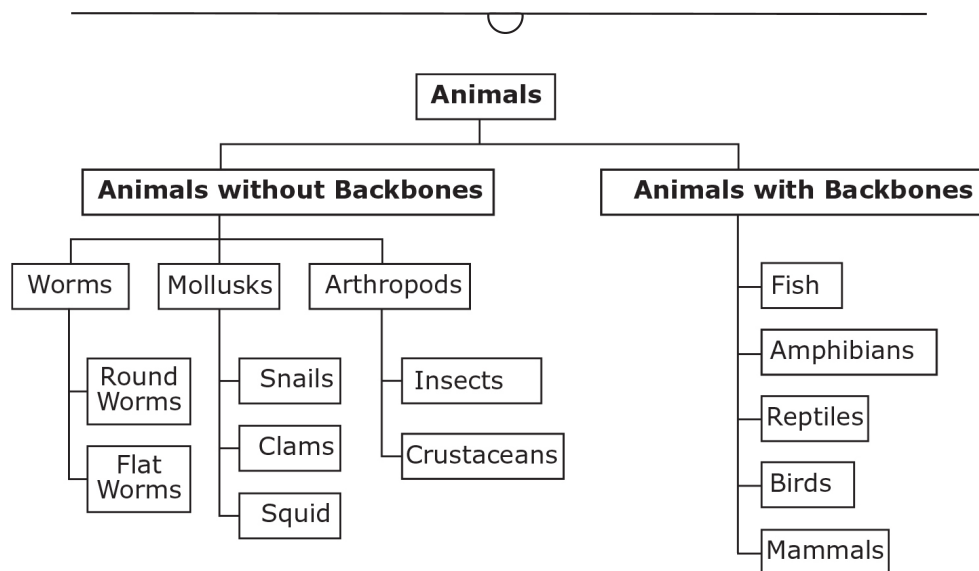 Animals
Animals without Backbones
Animals with Backbones
Worms
Mollusks
Arthropods
Round
Worms
Flat
Worms
Snails
Clams
Squid
Insects
Crustaceans
Fish
Amphibians
Reptiles
Birds
Mammals